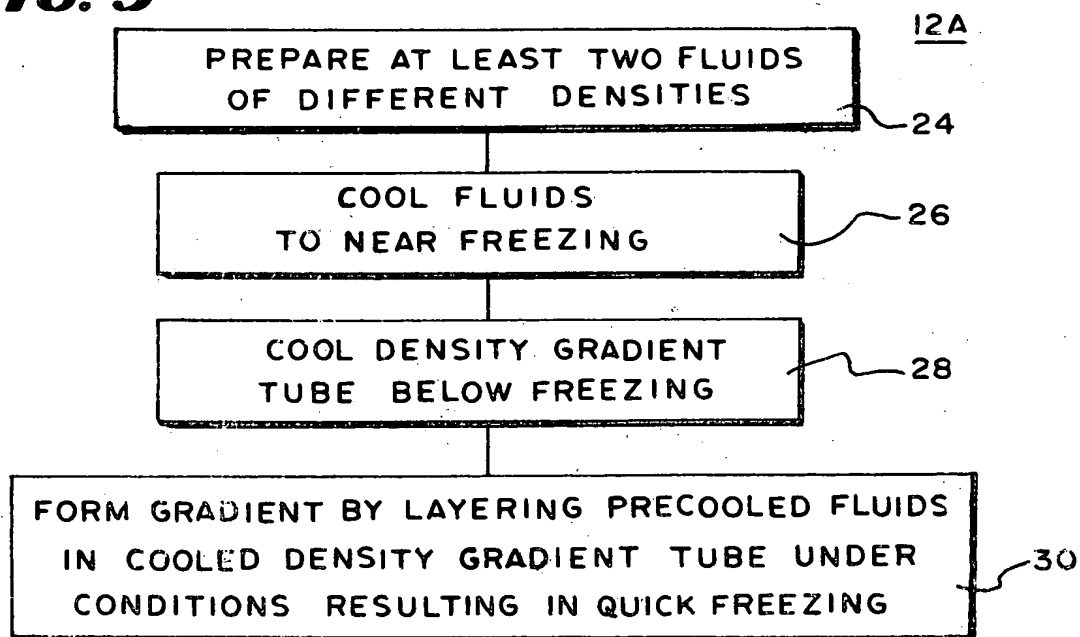 12A
PREPARE AT LEAST TWO FLUIDS
OF DIFFERENT DENSITIES
24
COOL FLUIDS
TO NEAR FREEZING
26
COOL DENSITY GRADIENT
TUBE BELOW FREEZING
28
FORM GRADIENT BY LAYERING PRECOOLED FLUIDS
IN COOLED DENSITY GRADIENT TUBE UNDER
CONDITIONS RESULTING IN QUICK FREEZING
30